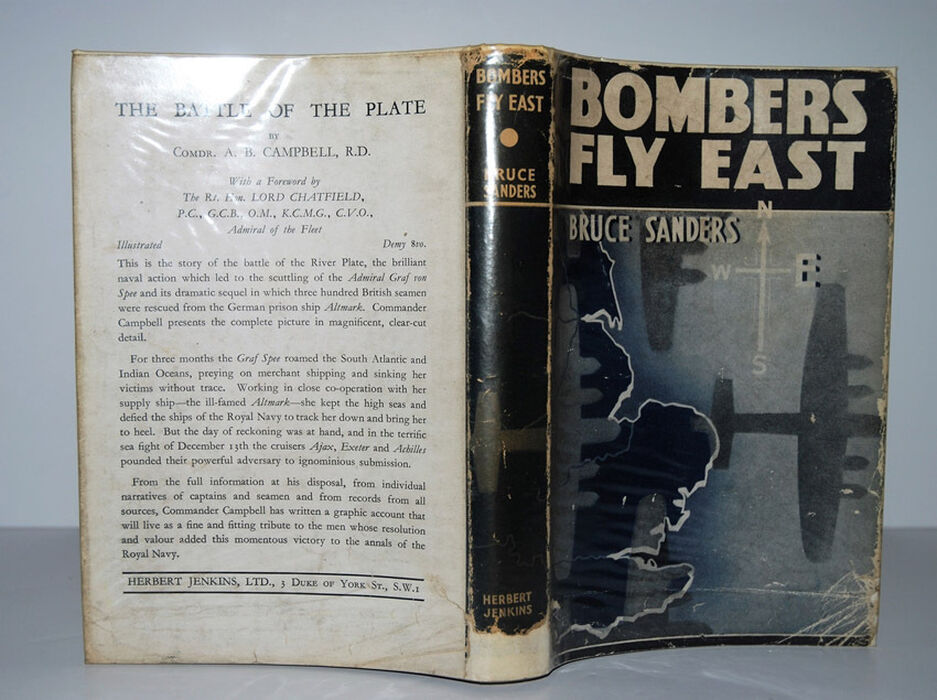 THE BATTLE OF THE PLATE
BY
COMDR. A. B. CAMPBELL, R.D.
With a Foreword by
The Rt. Hon. LORD CHATFIELD,
P.C., G.C.B., O.M., K.C.M.G., C.V.O.,
Admiral of the Fleet
Illustrated Demy 8vo.
This is the story of the battle of the River Plate, the brilliant
naval action which led to the scuttling of the Admiral Graf von
Spee and its dramatic sequel in which three hundred British seamen
were rescued from the German prison ship Altmark. Commander
Campbell presents the complete picture in magnificent, clear-cut
detail.
For three months the Graf Spee roamed the South Atlantic and
Indian Oceans, preying on merchant shipping and sinking her
victims without trace. Working in close co-operation with her
supply ship—the ill-famed Altmark—she kept the high seas and
defied the ships of the Royal Navy to track her down and bring her
to heel. But the day of reckoning was at hand, and in the terrific
sea fight of December 13th the cruisers Ajax, Exeter and Achilles
pounded their powerful adversary to ignominious submission.
From the full information at his disposal, from individual
narratives of captains and seamen and from records from all
sources, Commander Campbell has written a graphic account that
will live as a fine and fitting tribute to the men whose resolution
and valour added this momentous victory to the annals of the
Royal Navy.
HERBERT JENKINS, LTD., 3 DUKE OF YORK ST., S.W.1
BOMBERS
FLY EAST
BRUCE
SANDERS
HERBERT
JENKINS
BOMBERS
FLY EAST
BRUCE SANDERS
N
W E
S